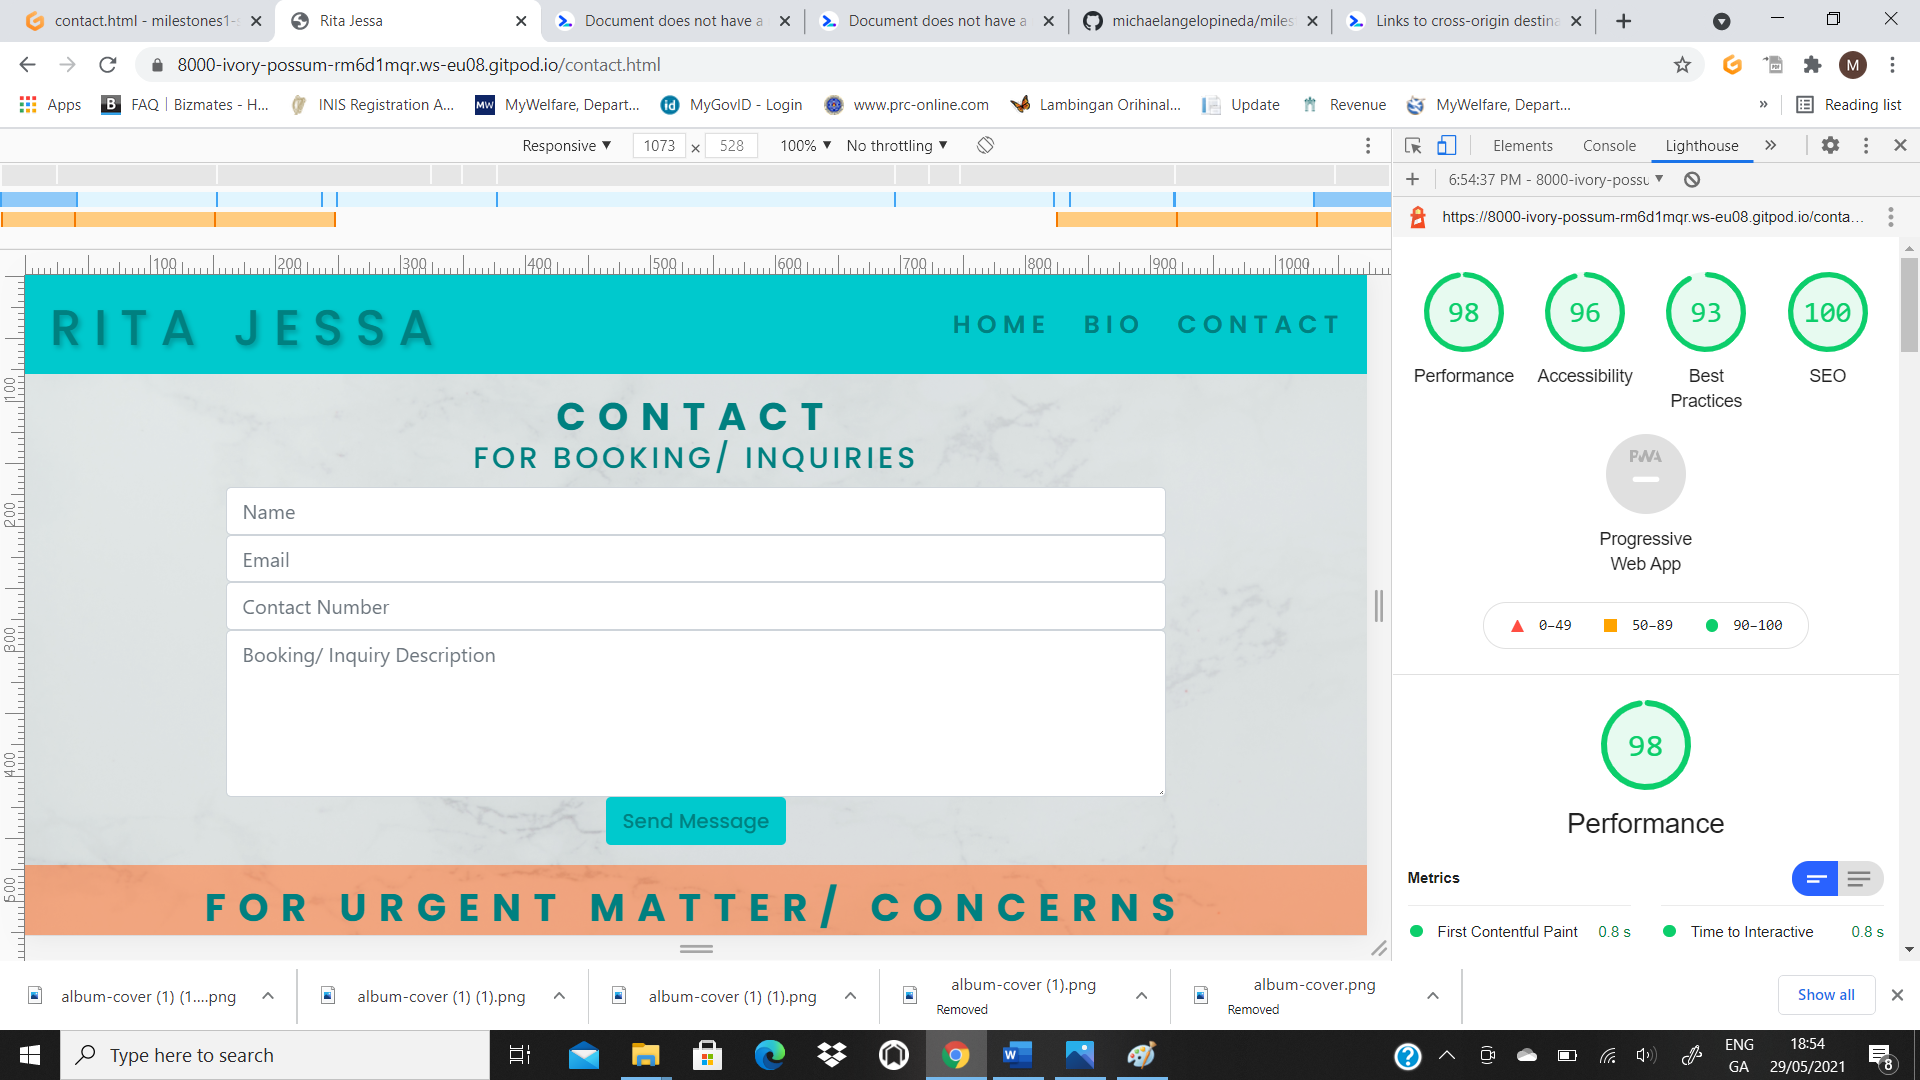 contact.html - milestones1-s
Rita Jessa
Document does not have a
Document does not have a
michaelangelopineda/miles
Links to cross-origin destina
8000-ivory-possum-rm6d1mqr.ws-eu08.gitpod.io/contact.html
M
Apps
B FAQ | Bizmates - H...
INIS Registration A...
MW MyWelfare, Depart...
id MyGovID - Login
www.prc-online.com
Lambingan Orihinal...
Update
Revenue
MyWelfare, Depart...
»
Reading list
Responsive ▼ 1073 × 528 100% ▼ No throttling ▼
Elements Console Lighthouse »
6:54:37 PM - 8000-ivory-possu ▼
https://8000-ivory-possum-rm6d1mqr.ws-eu08.gitpod.io/conta...
100 200 300 400 500 600 700 800 900 1000
100
200
300
400
500
RITA JESSA
HOME BIO CONTACT
CONTACT
FOR BOOKING/ INQUIRIES
Name
Email
Contact Number
Booking/ Inquiry Description
Send Message
FOR URGENT MATTER/ CONCERNS
98 96 93 100
Performance Accessibility Best Practices SEO
PWA
Progressive
Web App
0–49 50–89 90–100
98
Performance
Metrics
First Contentful Paint 0.8 s
Time to Interactive 0.8 s
album-cover (1) (1....png
album-cover (1) (1).png
album-cover (1) (1).png
album-cover (1).png
Removed
album-cover.png
Removed
Show all
Type here to search
ENG
GA
18:54
29/05/2021
8